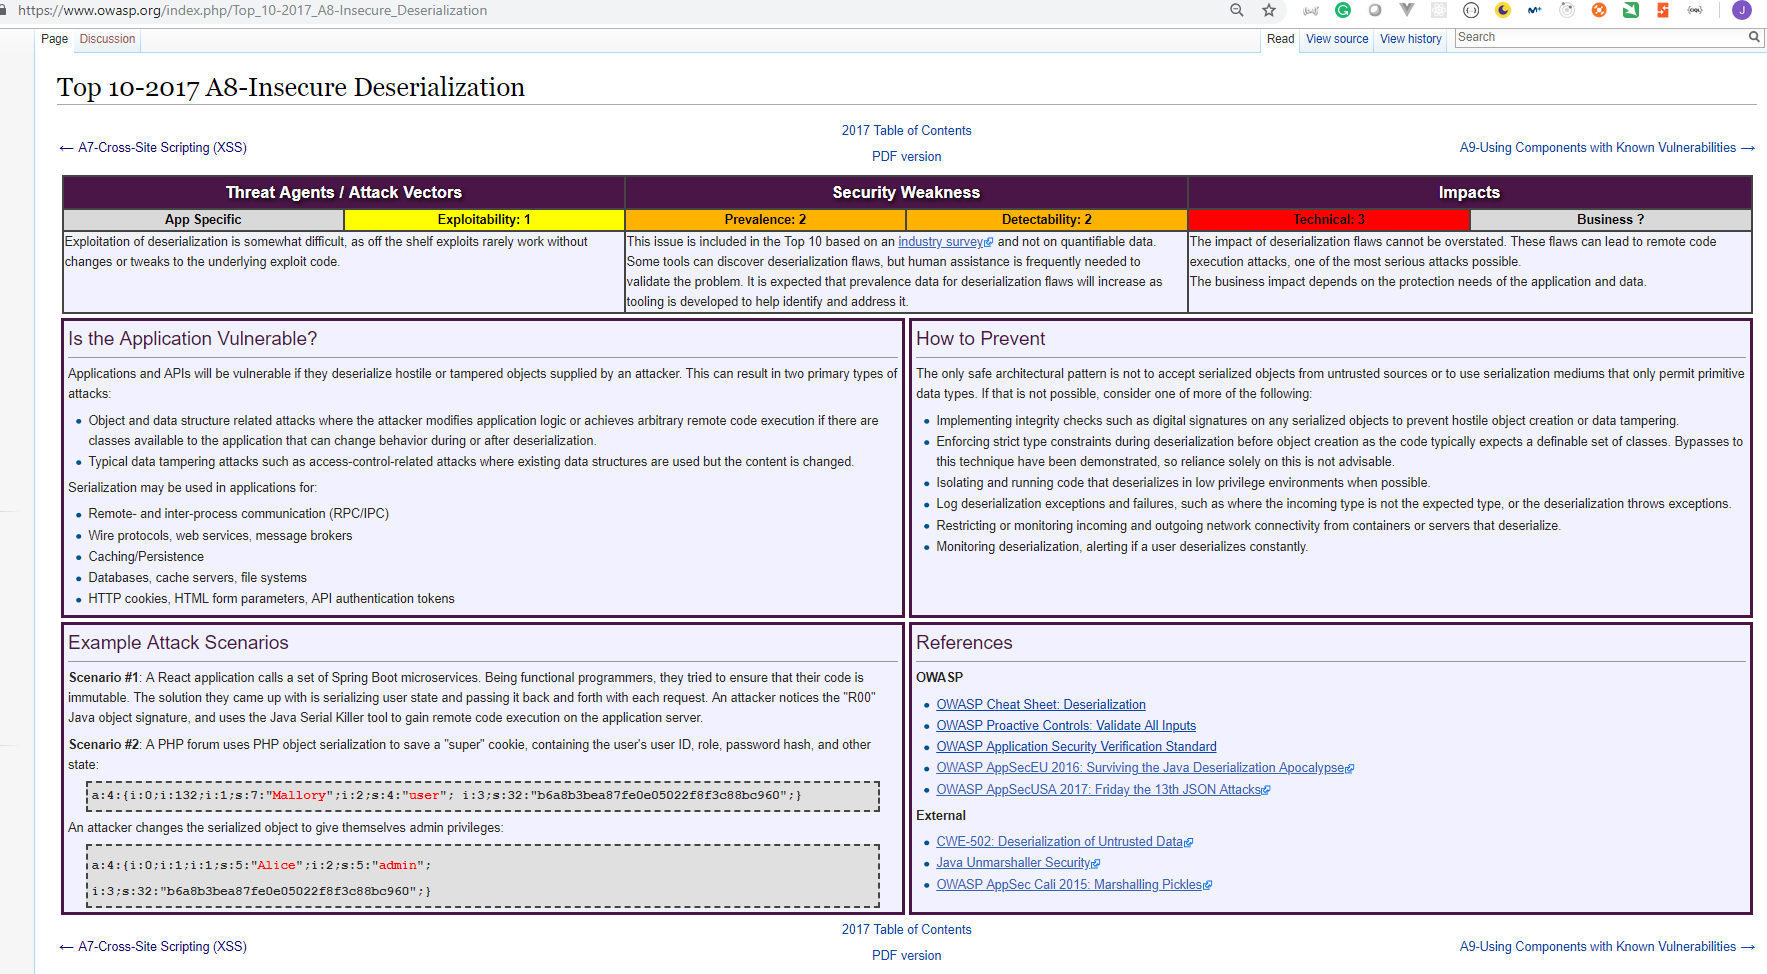 https://www.owasp.org/index.php/Top_10-2017_A8-Insecure_Deserialization
J
Page
Discussion
Read
View source
View history
Search
Top 10-2017 A8-Insecure Deserialization
2017 Table of Contents
← A7-Cross-Site Scripting (XSS)
PDF version
A9-Using Components with Known Vulnerabilities →
Threat Agents / Attack Vectors
Security Weakness
Impacts
App Specific
Exploitability: 1
Prevalence: 2
Detectability: 2
Technical: 3
Business ?
Exploitation of deserialization is somewhat difficult, as off the shelf exploits rarely work without
changes or tweaks to the underlying exploit code.
This issue is included in the Top 10 based on an industry survey and not on quantifiable data.
Some tools can discover deserialization flaws, but human assistance is frequently needed to
validate the problem. It is expected that prevalence data for deserialization flaws will increase as
tooling is developed to help identify and address it.
The impact of deserialization flaws cannot be overstated. These flaws can lead to remote code
execution attacks, one of the most serious attacks possible.
The business impact depends on the protection needs of the application and data.
Is the Application Vulnerable?
Applications and APIs will be vulnerable if they deserialize hostile or tampered objects supplied by an attacker. This can result in two primary types of
attacks:
• Object and data structure related attacks where the attacker modifies application logic or achieves arbitrary remote code execution if there are
classes available to the application that can change behavior during or after deserialization.
• Typical data tampering attacks such as access-control-related attacks where existing data structures are used but the content is changed.
Serialization may be used in applications for:
• Remote- and inter-process communication (RPC/IPC)
• Wire protocols, web services, message brokers
• Caching/Persistence
• Databases, cache servers, file systems
• HTTP cookies, HTML form parameters, API authentication tokens
How to Prevent
The only safe architectural pattern is not to accept serialized objects from untrusted sources or to use serialization mediums that only permit primitive
data types. If that is not possible, consider one of more of the following:
• Implementing integrity checks such as digital signatures on any serialized objects to prevent hostile object creation or data tampering.
• Enforcing strict type constraints during deserialization before object creation as the code typically expects a definable set of classes. Bypasses to
this technique have been demonstrated, so reliance solely on this is not advisable.
• Isolating and running code that deserializes in low privilege environments when possible.
• Log deserialization exceptions and failures, such as where the incoming type is not the expected type, or the deserialization throws exceptions.
• Restricting or monitoring incoming and outgoing network connectivity from containers or servers that deserialize.
• Monitoring deserialization, alerting if a user deserializes constantly.
Example Attack Scenarios
Scenario #1: A React application calls a set of Spring Boot microservices. Being functional programmers, they tried to ensure that their code is
immutable. The solution they came up with is serializing user state and passing it back and forth with each request. An attacker notices the "R00"
Java object signature, and uses the Java Serial Killer tool to gain remote code execution on the application server.
Scenario #2: A PHP forum uses PHP object serialization to save a "super" cookie, containing the user's user ID, role, password hash, and other
state:
a:4:{i:0;i:132;i:1;s:7:"Mallory";i:2;s:4:"user"; i:3;s:32:"b6a8b3bea87fe0e05022f8f3c88bc960";}
An attacker changes the serialized object to give themselves admin privileges:
a:4:{i:0;i:1;i:1;s:5:"Alice";i:2;s:5:"admin";
i:3;s:32:"b6a8b3bea87fe0e05022f8f3c88bc960";}
References
OWASP
• OWASP Cheat Sheet: Deserialization
• OWASP Proactive Controls: Validate All Inputs
• OWASP Application Security Verification Standard
• OWASP AppSecEU 2016: Surviving the Java Deserialization Apocalypse
• OWASP AppSecUSA 2017: Friday the 13th JSON Attacks
External
• CWE-502: Deserialization of Untrusted Data
• Java Unmarshaller Security
• OWASP AppSec Cali 2015: Marshalling Pickles
2017 Table of Contents
← A7-Cross-Site Scripting (XSS)
PDF version
A9-Using Components with Known Vulnerabilities →